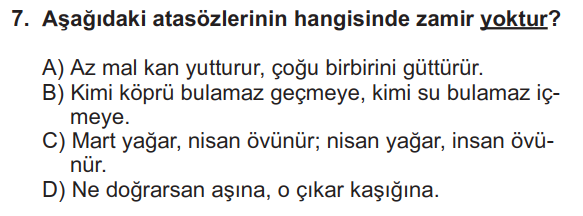 7. Aşağıdaki atasözlerinin hangisinde zamir yoktur?
A) Az mal kan yutturur, çoğu birbirini güttürür.
B) Kimi köprü bulamaz geçmeye, kimi su bulamaz iç-
meye.
C) Mart yağar, nisan övünür; nisan yağar, insan övü-
nür.
D) Ne doğrarsan aşına, o çıkar kaşığına.